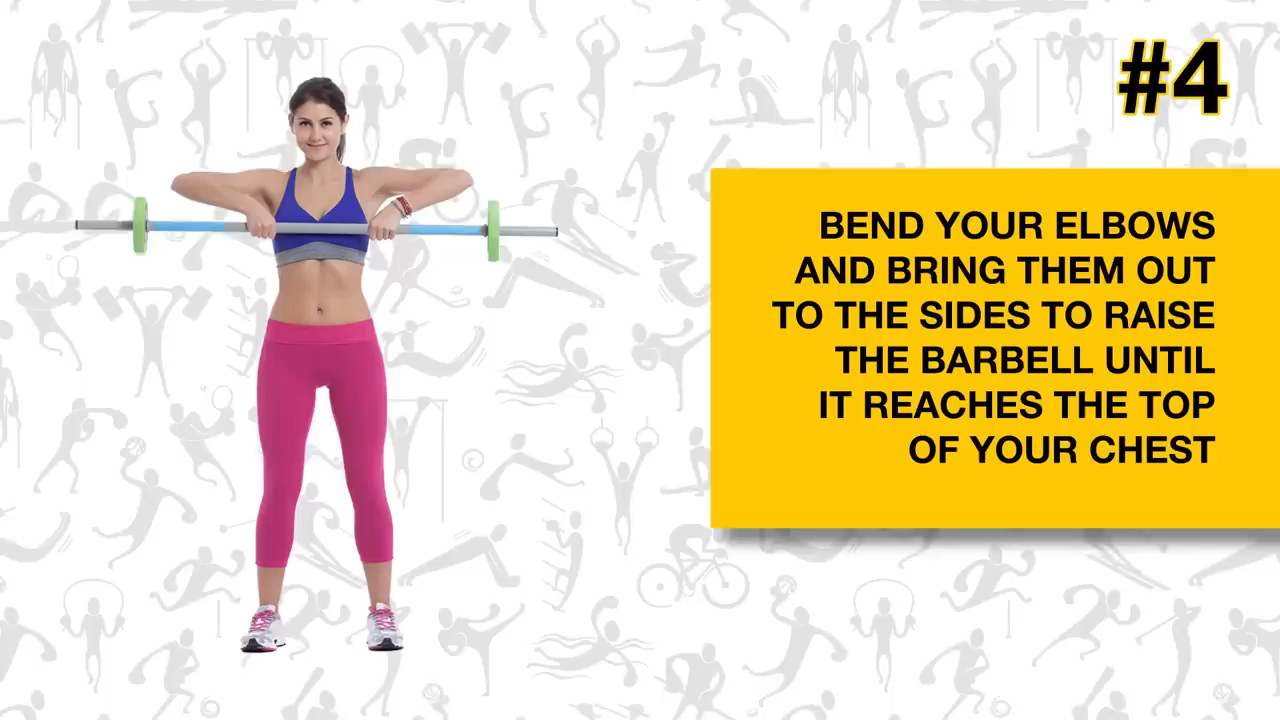 #4
BEND YOUR ELBOWS
AND BRING THEM OUT
TO THE SIDES TO RAISE
THE BARBELL UNTIL
IT REACHES THE TOP
OF YOUR CHEST